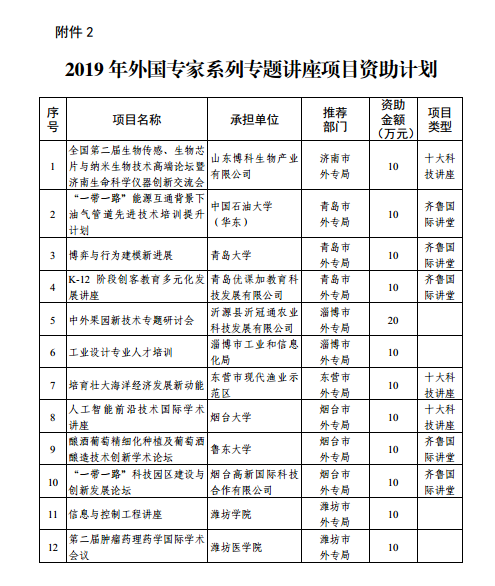 附件 2
2019 年外国专家系列专题讲座项目资助计划
序号 项目名称 承担单位 推荐部门 资助金额（万元） 项目类型
1 全国第二届生物传感、生物芯片与纳米生物技术高端论坛暨济南生命科学仪器创新交流会 山东博科生物产业有限公司 济南市外专局 10 十大科技讲座
2 “一带一路”能源互通背景下油气管道先进技术培训提升计划 中国石油大学（华东） 青岛市外专局 10 齐鲁国际讲堂
3 博弈与行为建模新进展 青岛大学 青岛市外专局 10 齐鲁国际讲堂
4 K-12 阶段创客教育多元化发展讲座 青岛优课加教育科技发展有限公司 青岛市外专局 10 齐鲁国际讲堂
5 中外果园新技术专题研讨会 沂源县沂冠通农业科技发展有限公司 淄博市外专局 20
6 工业设计专业人才培训 淄博市工业和信息化局 淄博市外专局 10
7 培育壮大海洋经济发展新动能 东营市现代渔业示范区 东营市外专局 10 十大科技讲座
8 人工智能前沿技术国际学术讲座 烟台大学 烟台市外专局 10 十大科技讲座
9 酿酒葡萄精细化种植及葡萄酒酿造技术创新学术论坛 鲁东大学 烟台市外专局 10 齐鲁国际讲堂
10 “一带一路”科技园区建设与创新发展论坛 烟台高新国际科技合作有限公司 烟台市外专局 10 齐鲁国际讲堂
11 信息与控制工程讲座 潍坊学院 潍坊市外专局 10
12 第二届肿瘤药理药学国际学术会议 潍坊医学院 潍坊市外专局 10